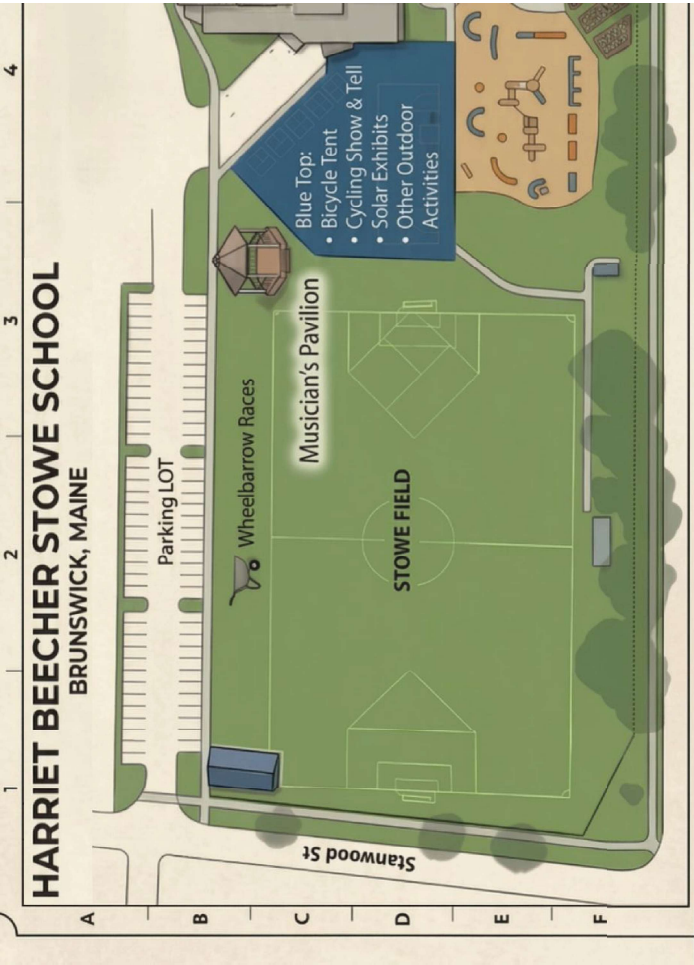 HARRIET BEECHER STOWE SCHOOL
BRUNSWICK, MAINE
Parking LOT
Wheelbarrow Races
Musician's Pavilion
Blue Top:
• Bicycle Tent
• Cycling Show & Tell
• Solar Exhibits
• Other Outdoor
Activities
STOWE FIELD
Stanwood St
1
2
3
4
A
B
C
D
E
F